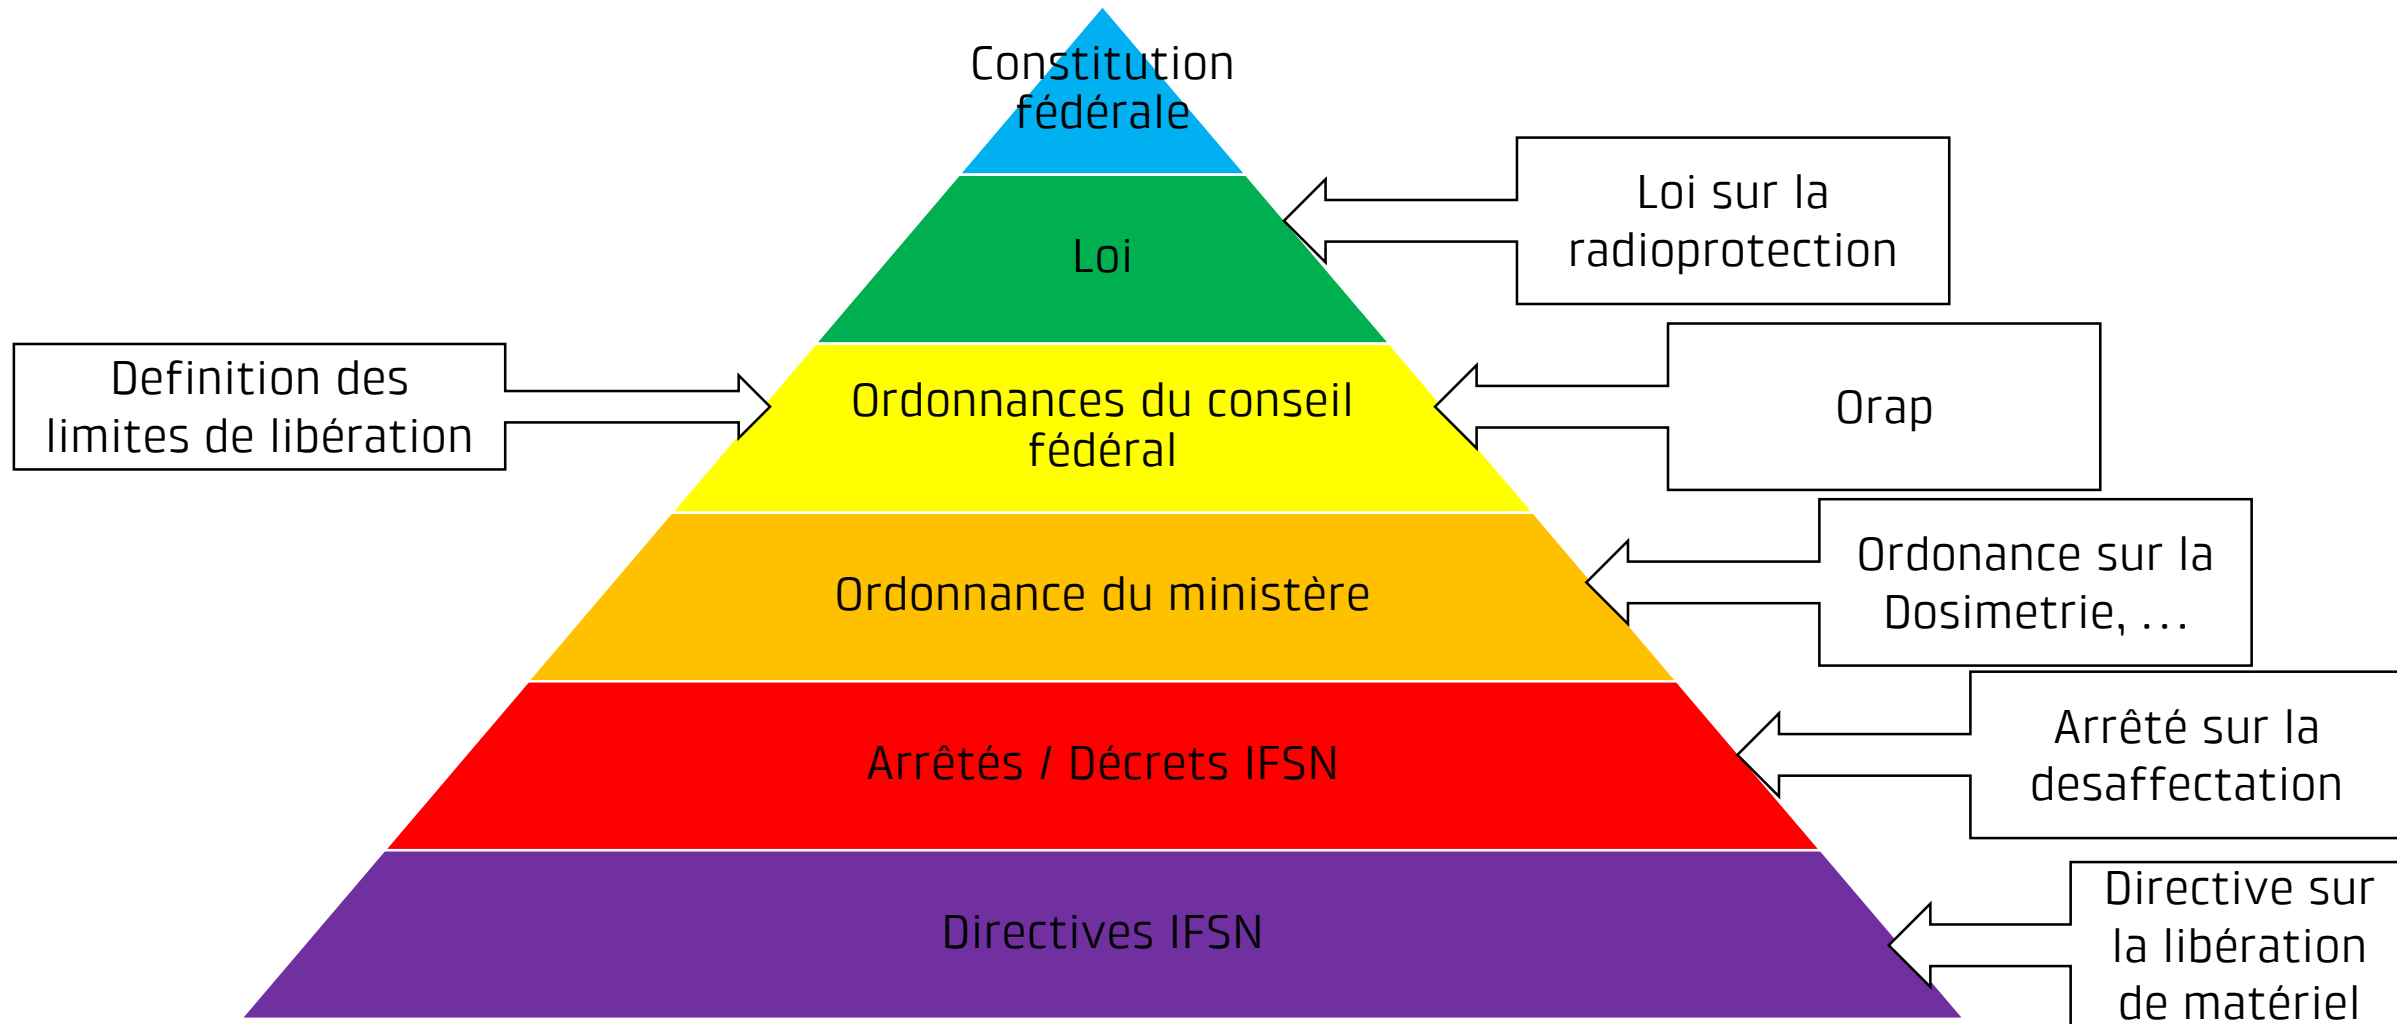 Constitution
fédérale
Loi sur la
radioprotection
Loi
Definition des
limites de libération
Ordonnances du conseil
fédéral
Orap
Ordonnance du ministère
Ordonance sur la
Dosimetrie, ...
Arrêtés / Décrets IFSN
Arrêté sur la
desaffectation
Directives IFSN
Directive sur
la libération
de matériel